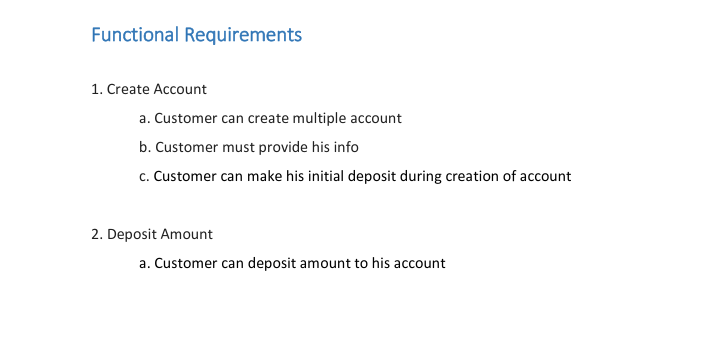 Functional Requirements
1. Create Account
a. Customer can create multiple account
b. Customer must provide his info
c. Customer can make his initial deposit during creation of account
2. Deposit Amount
a. Customer can deposit amount to his account